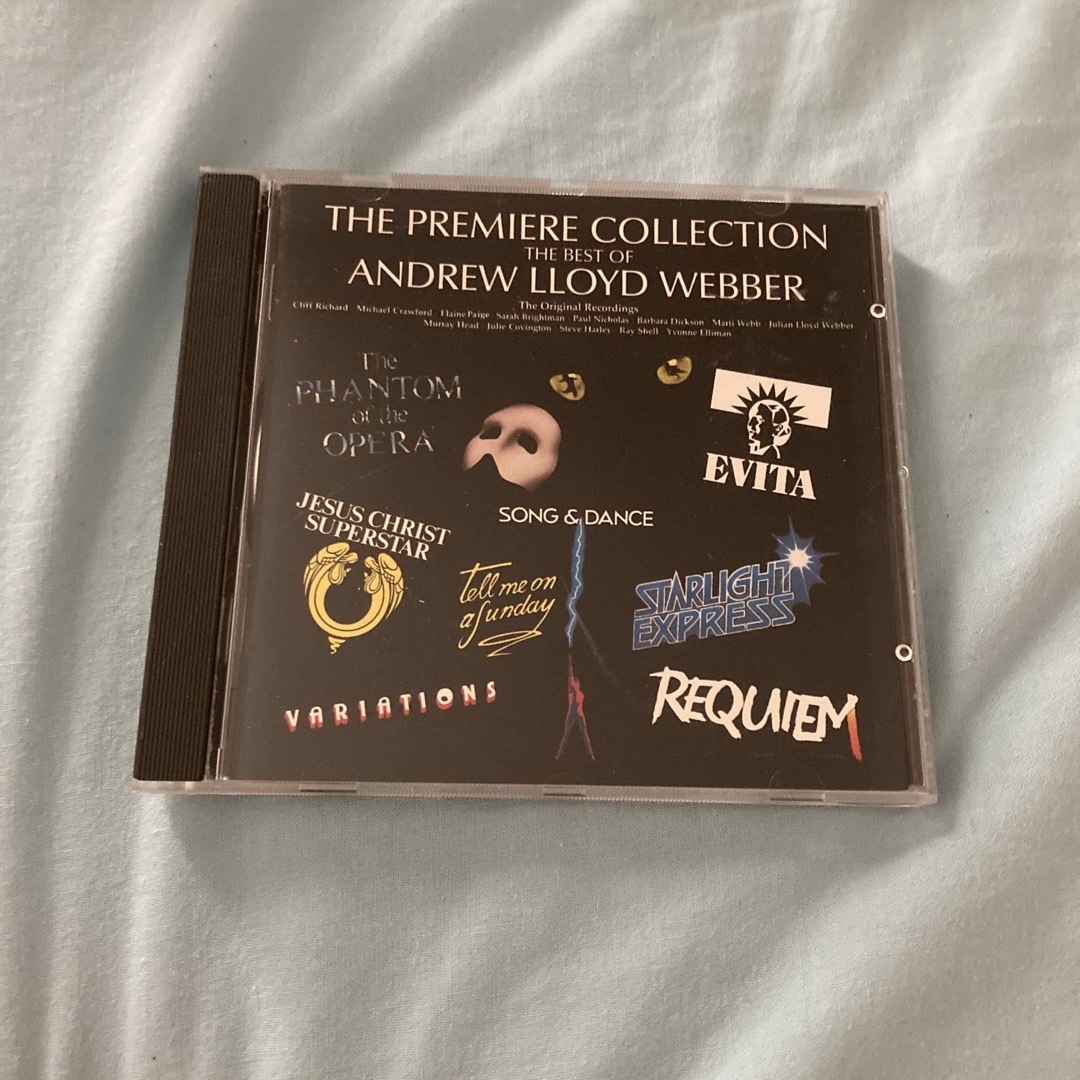 THE PREMIERE COLLECTION
THE BEST OF
ANDREW LLOYD WEBBER
The Original Recordings
Cliff Richard · Michael Crawford · Elaine Paige · Sarah Brightman · Paul Nicholas · Barbara Dickson · Marti Webb · Julian Lloyd Webber
Murray Head · Julie Covington · Steve Harley · Ray Shell · Yvonne Elliman
The
PHANTOM
of the
OPERA
EVITA
JESUS CHRIST
SUPERSTAR
SONG & DANCE
Tell me on
a Sunday
STARLIGHT
EXPRESS
VARIATIONS
REQUIEM